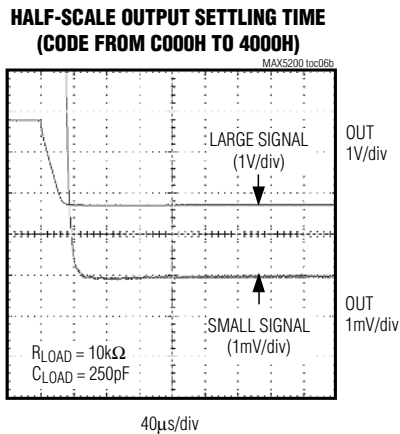 HALF-SCALE OUTPUT SETTLING TIME
(CODE FROM C000H TO 4000H)
MAX5200 toc06b
LARGE SIGNAL
(1V/div)
OUT
1V/div
SMALL SIGNAL
(1mV/div)
OUT
1mV/div
RLOAD = 10kΩ
CLOAD = 250pF
40μs/div